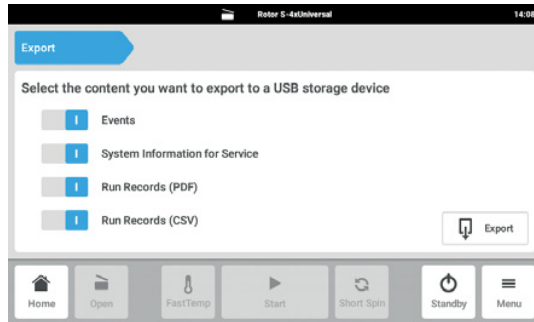 Rotor S-4xUniversal 14:08
Export
Select the content you want to export to a USB storage device
Events
System Information for Service
Run Records (PDF)
Run Records (CSV)
Export
Home Open FastTemp Start Short Spin Standby Menu